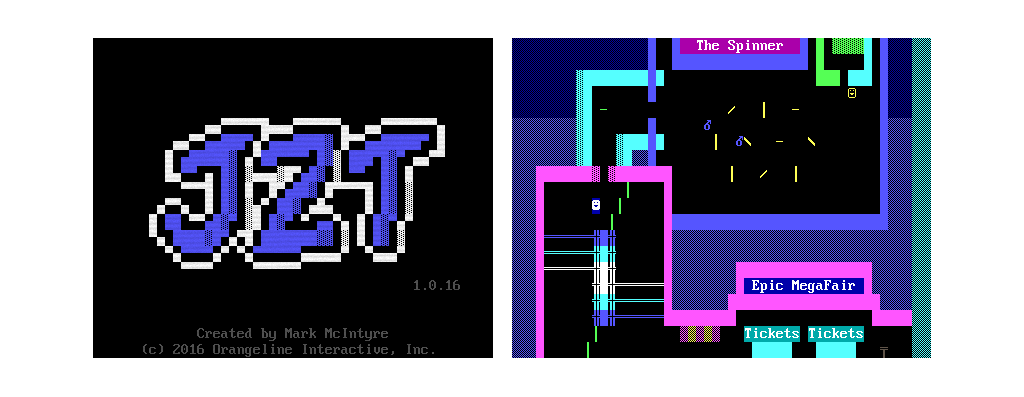 JZT
1.0.16
Created by Mark McIntyre
(c) 2016 Orangeline Interactive, Inc.
The Spinner
Epic MegaFair
Tickets Tickets